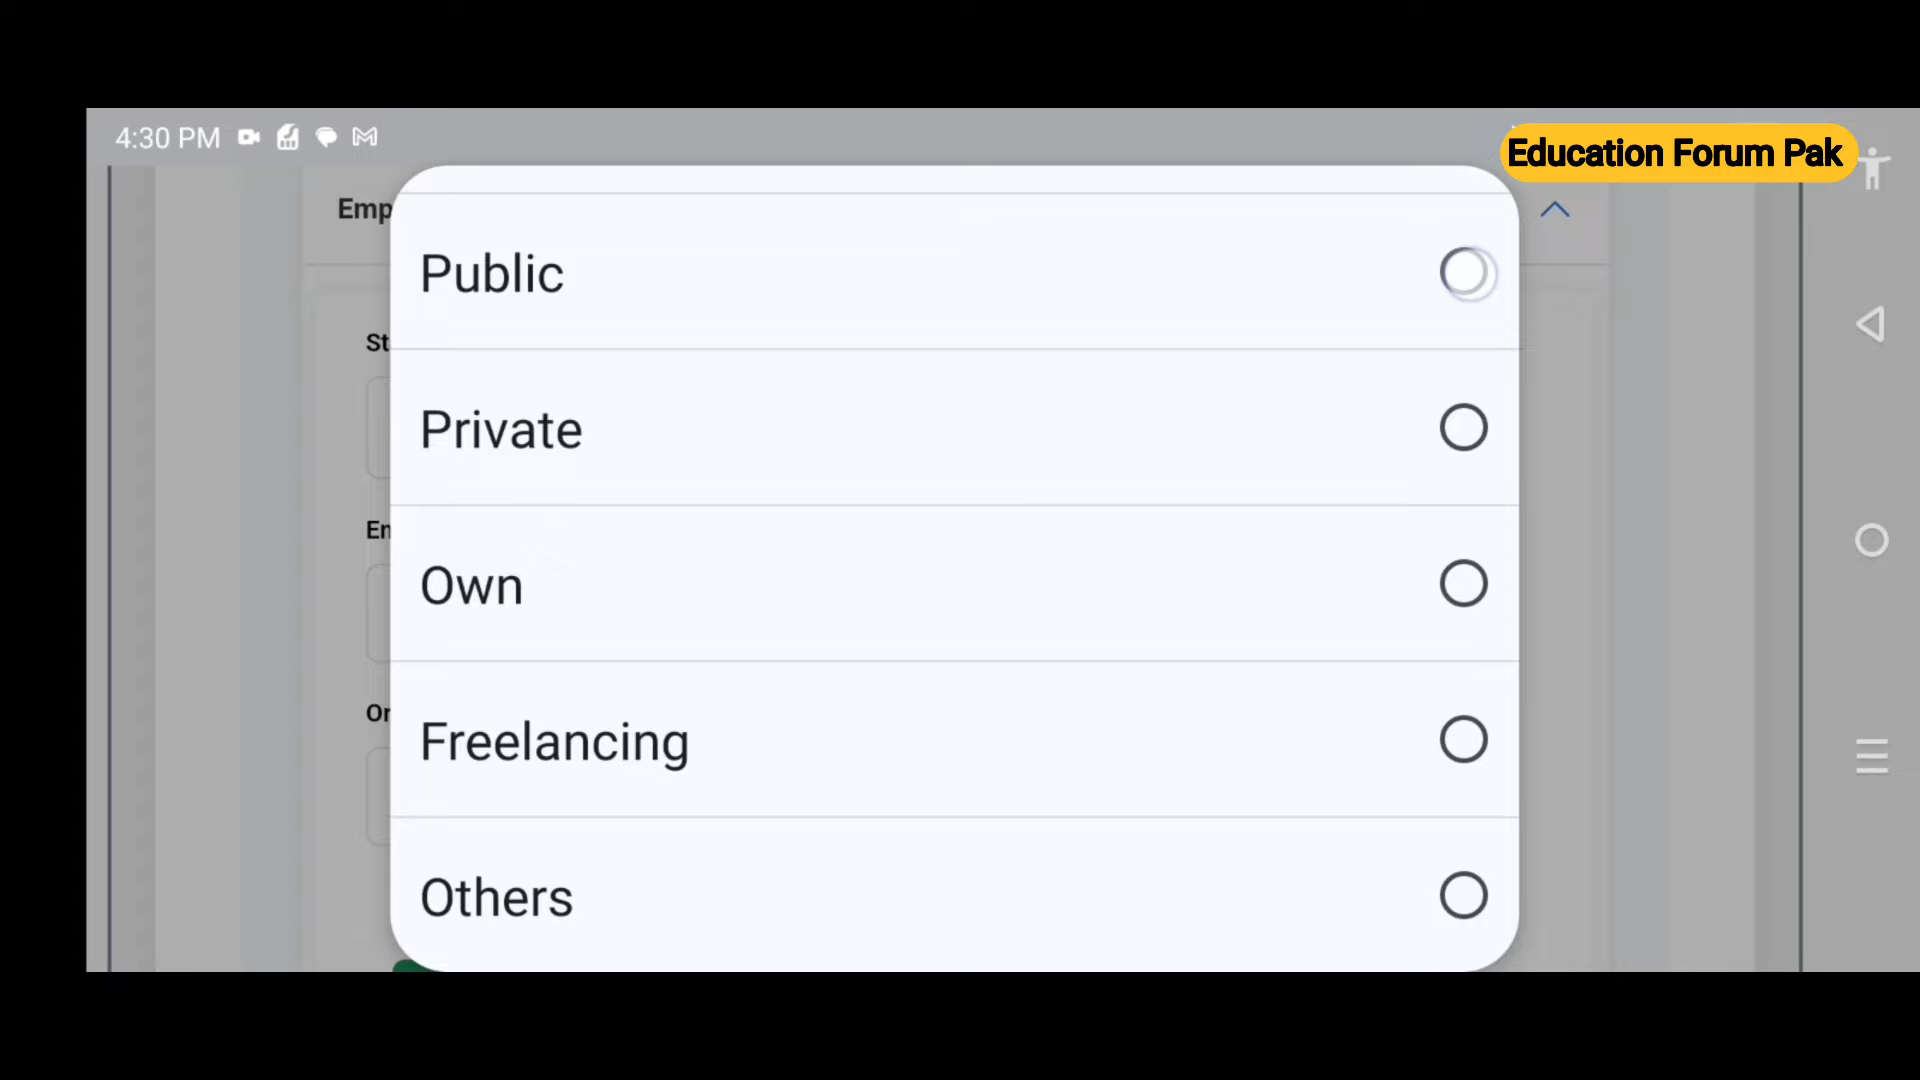 4:30 PM
Education Forum Pak
Emp
Public
St
Private
En
Own
Or
Freelancing
Others